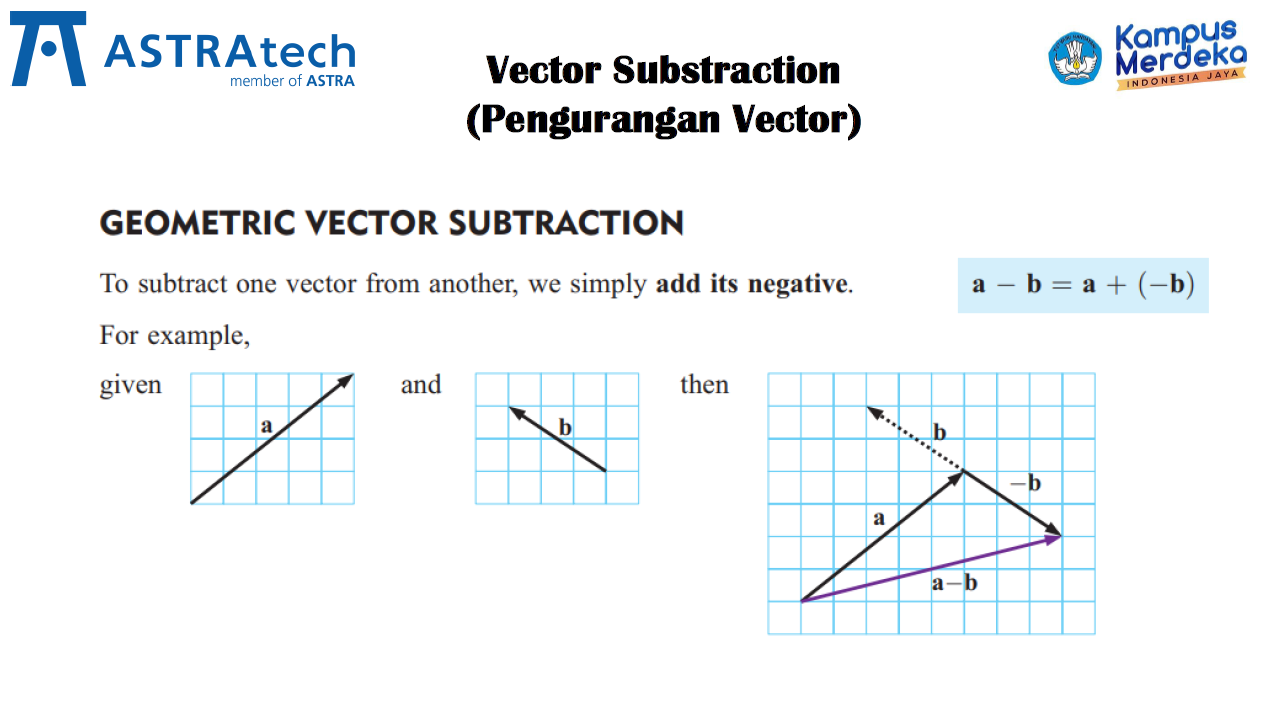 ASTRAtech
member of ASTRA
Kampus
Merdeka
INDONESIA JAYA
Vector Substraction
(Pengurangan Vector)
GEOMETRIC VECTOR SUBTRACTION
To subtract one vector from another, we simply add its negative.
a − b = a + (−b)
For example,
given
a
and
b
then
b
−b
a
a−b